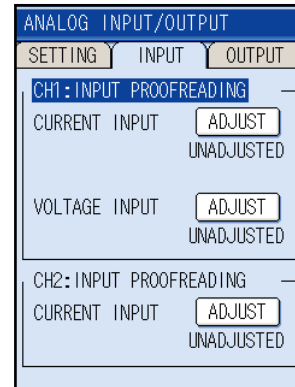 ANALOG INPUT/OUTPUT
SETTING INPUT OUTPUT
CH1:INPUT PROOFREADING
CURRENT INPUT ADJUST
UNADJUSTED
VOLTAGE INPUT ADJUST
UNADJUSTED
CH2:INPUT PROOFREADING
CURRENT INPUT ADJUST
UNADJUSTED